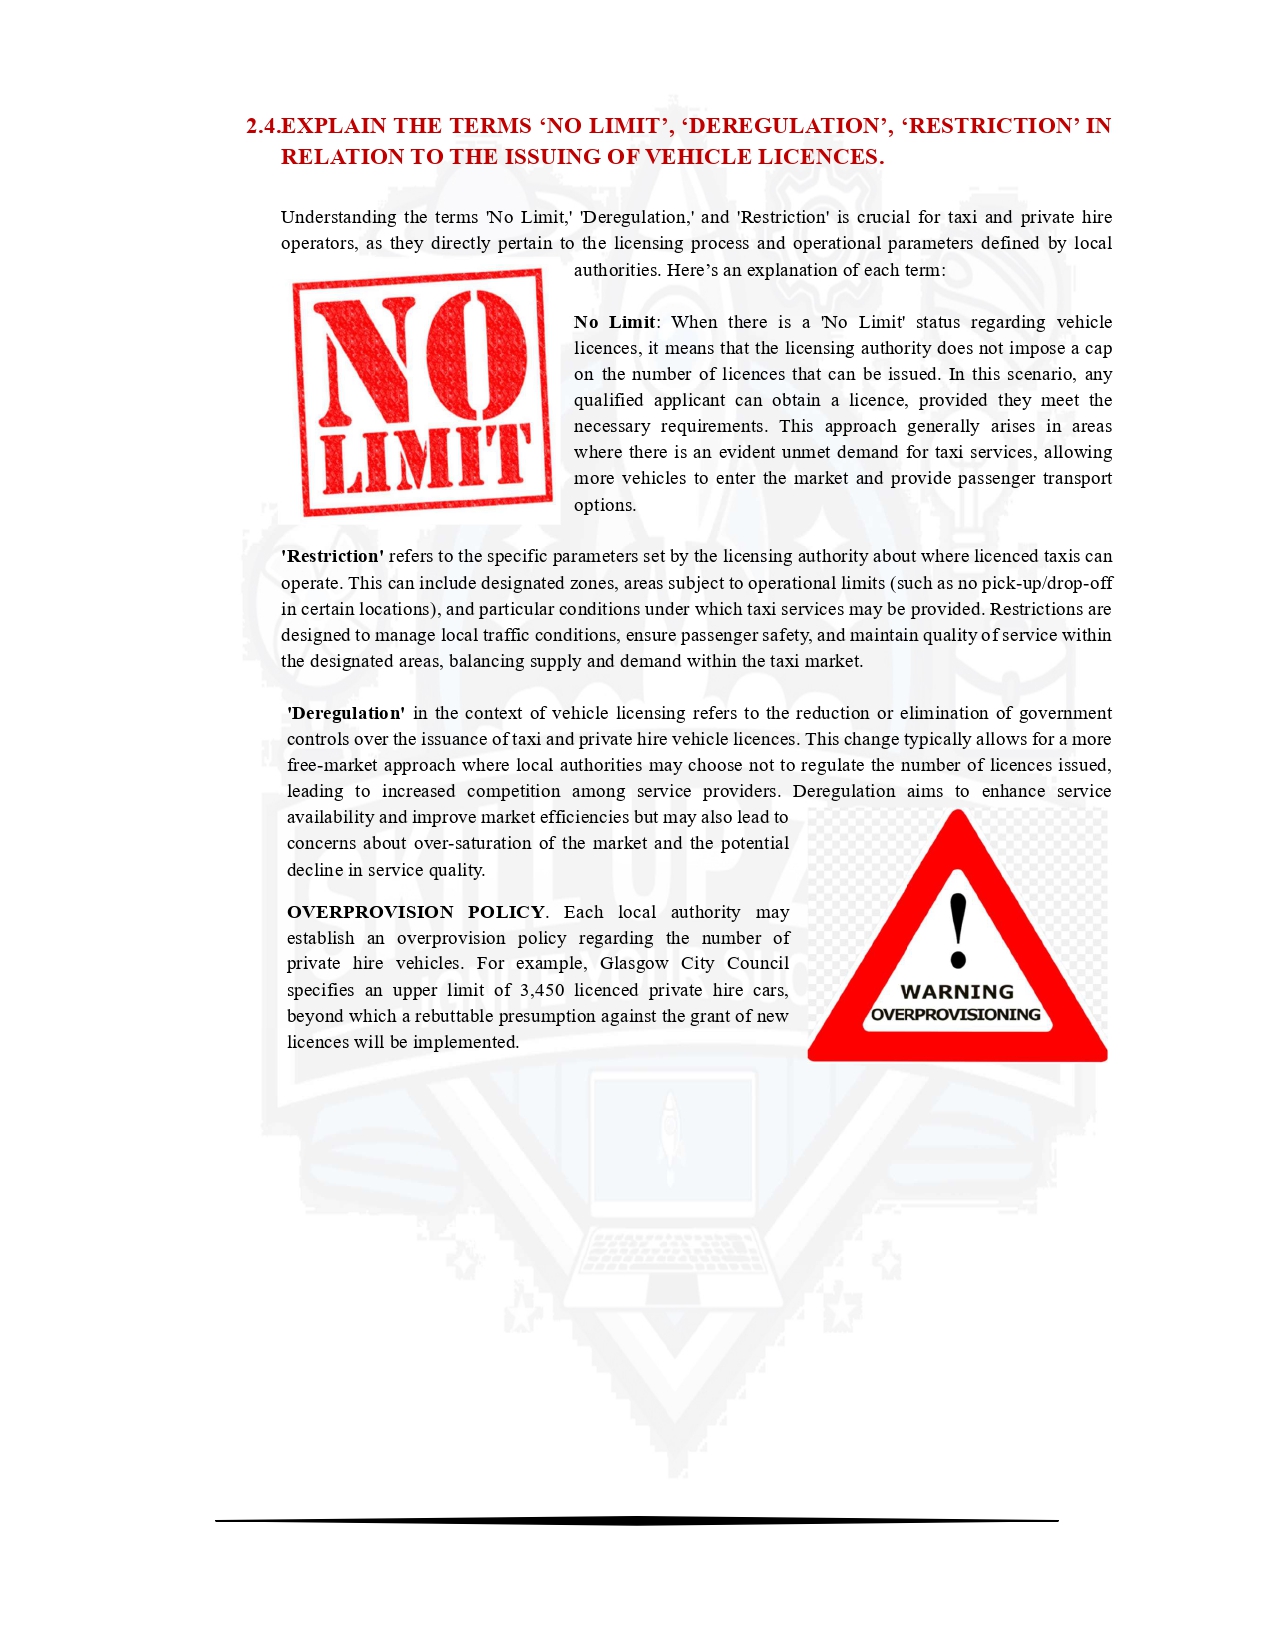 2.4.EXPLAIN THE TERMS ‘NO LIMIT’, ‘DEREGULATION’, ‘RESTRICTION’ IN
RELATION TO THE ISSUING OF VEHICLE LICENCES.
Understanding the terms 'No Limit,' 'Deregulation,' and 'Restriction' is crucial for taxi and private hire
operators, as they directly pertain to the licensing process and operational parameters defined by local
authorities. Here’s an explanation of each term:
NO
LIMIT
No Limit: When there is a 'No Limit' status regarding vehicle
licences, it means that the licensing authority does not impose a cap
on the number of licences that can be issued. In this scenario, any
qualified applicant can obtain a licence, provided they meet the
necessary requirements. This approach generally arises in areas
where there is an evident unmet demand for taxi services, allowing
more vehicles to enter the market and provide passenger transport
options.
'Restriction' refers to the specific parameters set by the licensing authority about where licenced taxis can
operate. This can include designated zones, areas subject to operational limits (such as no pick-up/drop-off
in certain locations), and particular conditions under which taxi services may be provided. Restrictions are
designed to manage local traffic conditions, ensure passenger safety, and maintain quality of service within
the designated areas, balancing supply and demand within the taxi market.
'Deregulation' in the context of vehicle licensing refers to the reduction or elimination of government
controls over the issuance of taxi and private hire vehicle licences. This change typically allows for a more
free-market approach where local authorities may choose not to regulate the number of licences issued,
leading to increased competition among service providers. Deregulation aims to enhance service
availability and improve market efficiencies but may also lead to
concerns about over-saturation of the market and the potential
decline in service quality.
OVERPROVISION POLICY. Each local authority may
establish an overprovision policy regarding the number of
private hire vehicles. For example, Glasgow City Council
specifies an upper limit of 3,450 licenced private hire cars,
beyond which a rebuttable presumption against the grant of new
licences will be implemented.
!
WARNING
OVERPROVISIONING